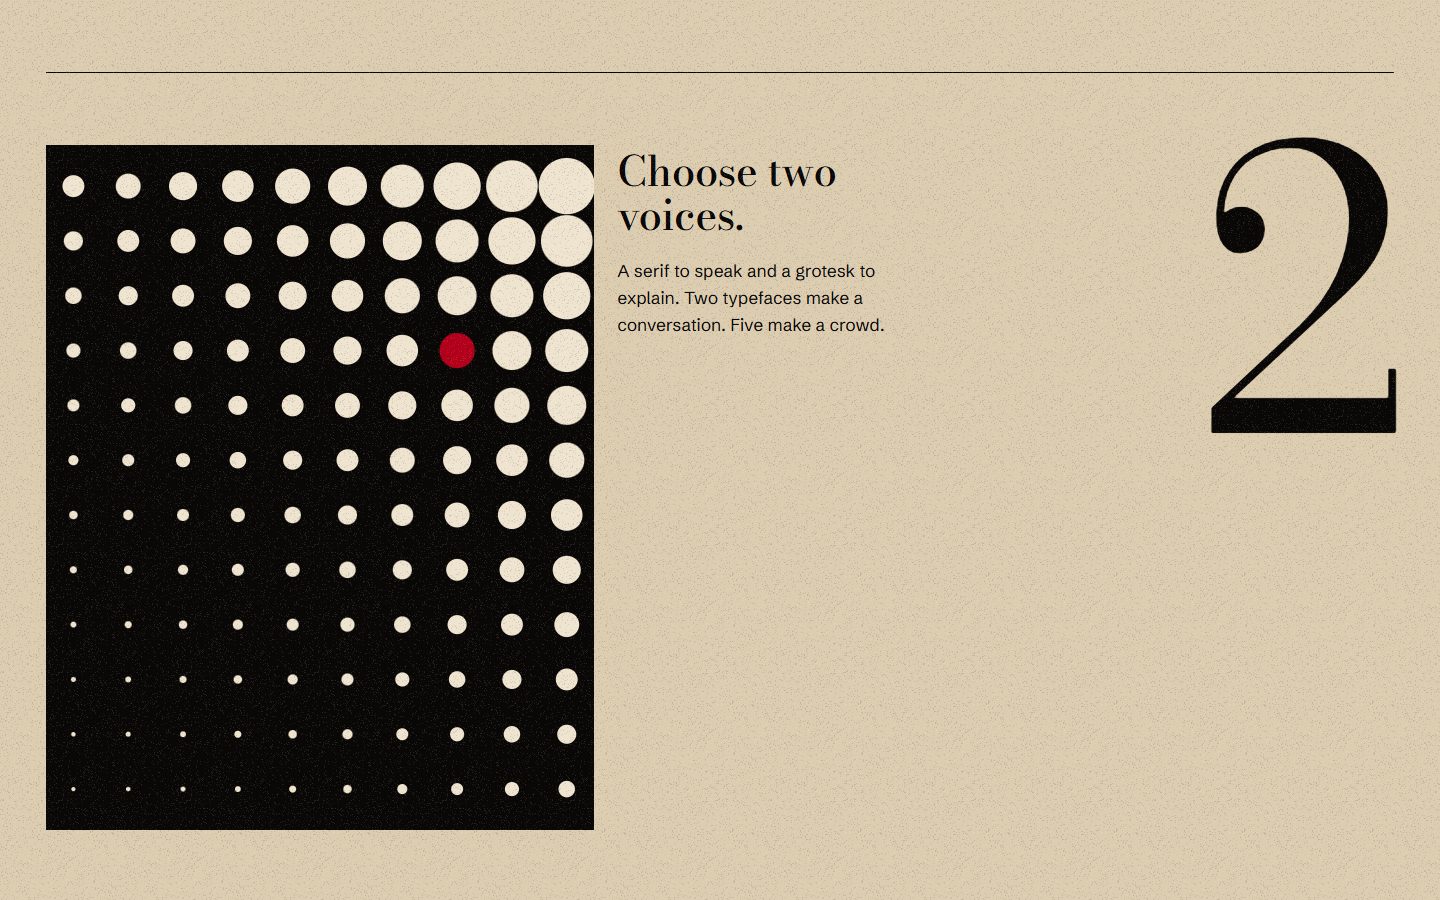 Choose two
voices.
A serif to speak and a grotesk to
explain. Two typefaces make a
conversation. Five make a crowd.
2